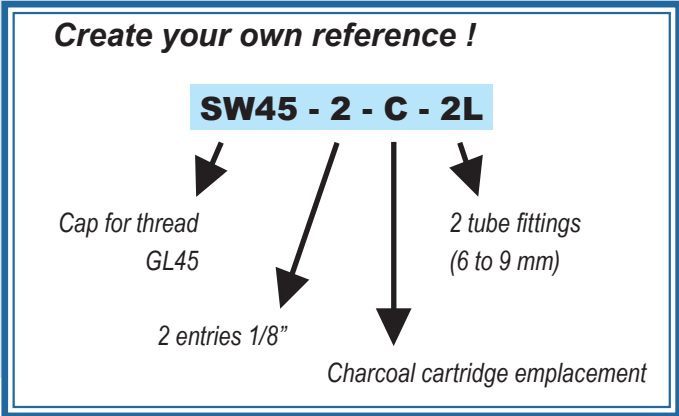 Create your own reference !
SW45 - 2 - C - 2L
Cap for thread
GL45
2 tube fittings
(6 to 9 mm)
2 entries 1/8”
Charcoal cartridge emplacement